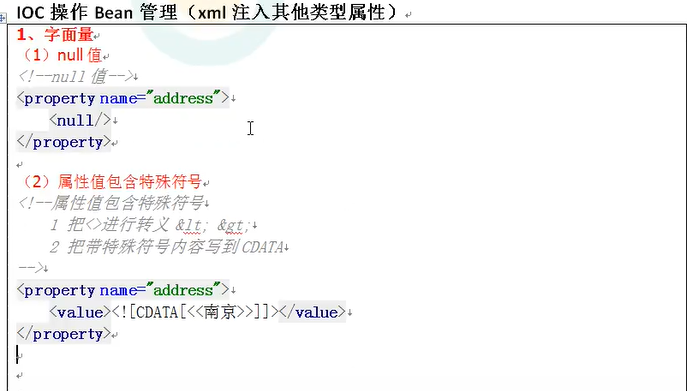 IOC 操作 Bean 管理（xml 注入其他类型属性）
1、字面量
（1）null 值
<!--null 值-->
<property name="address">
<null/>
</property>
（2）属性值包含特殊符号
<!--属性值包含特殊符号
1 把<>进行转义 &lt; &gt;
2 把带特殊符号内容写到 CDATA
-->
<property name="address">
<value><![CDATA[<<南京>>]]></value>
</property>